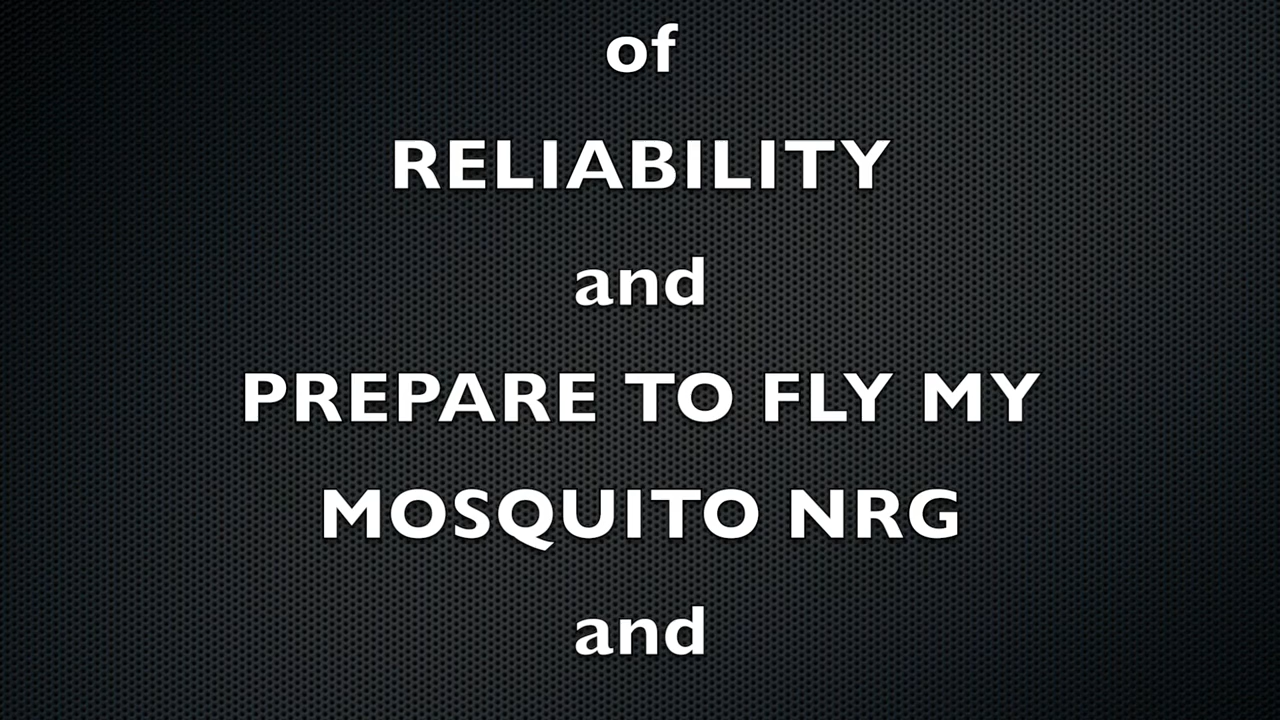 of
RELIABILITY
and
PREPARE TO FLY MY
MOSQUITO NRG
and